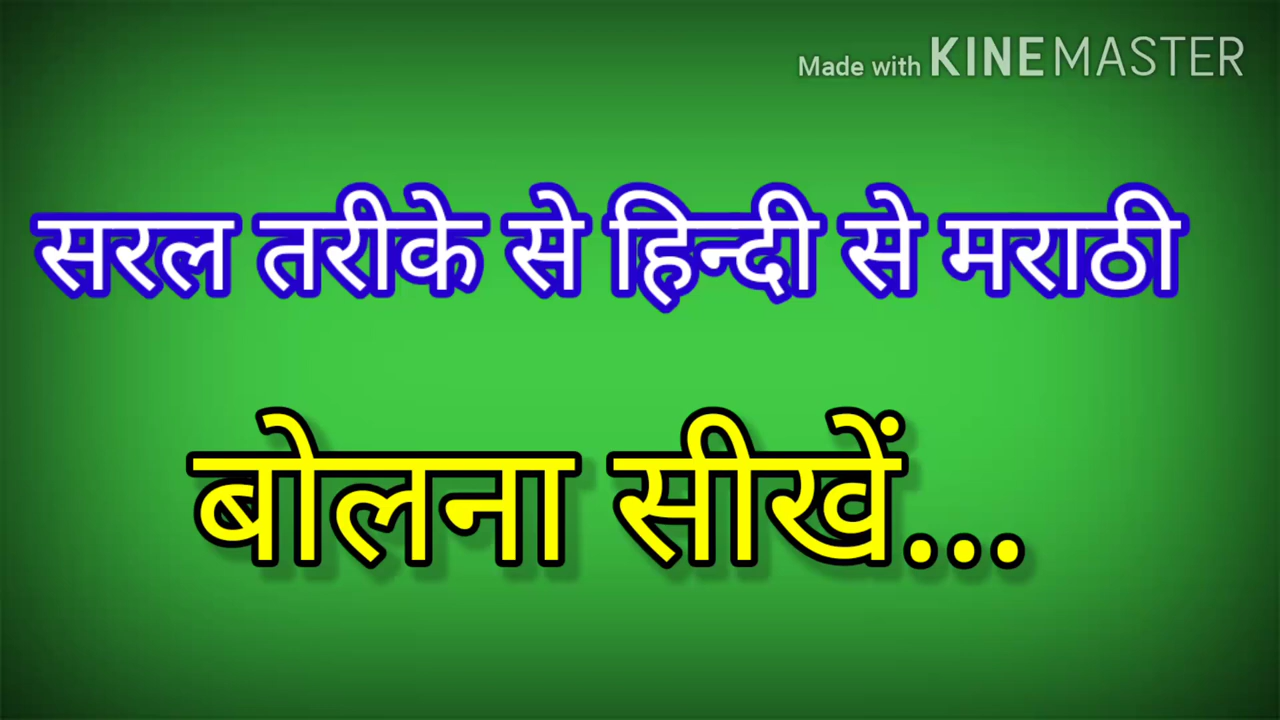 Made with KINEMASTER
सरल तरीके से हिन्दी से मराठी
बोलना सीखें...